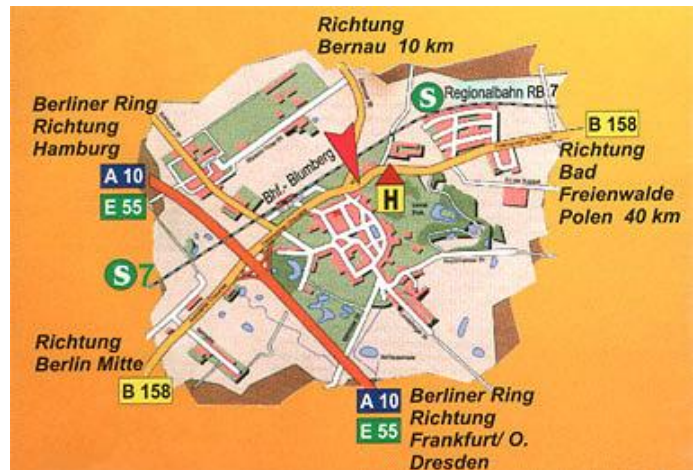 Richtung
Bernau 10 km
S Regionalbahn RB 7
Berliner Ring
Richtung
Hamburg
A 10
E 55
B 158
Richtung
Bad
Freienwalde
Polen 40 km
Bhf.- Blumberg
H
S 7
Richtung
Berlin Mitte
B 158
A 10
E 55
Berliner Ring
Richtung
Frankfurt/ O.
Dresden